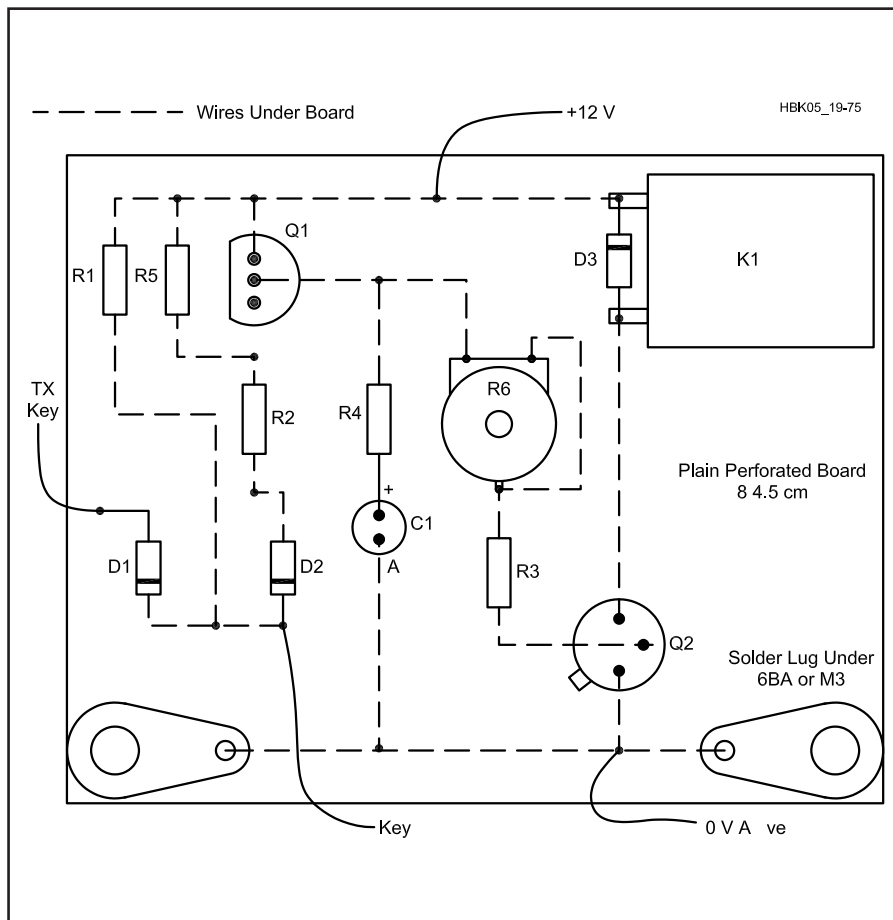 Wires Under Board
+12 V
HBK05_19-75
Q1
R1
R5
D3
K1
TX
Key
R2
R4
R6
Plain Perforated Board
8 4.5 cm
+
C1
A
D1
D2
R3
Q2
Solder Lug Under
6BA or M3
Key
0 V A ve